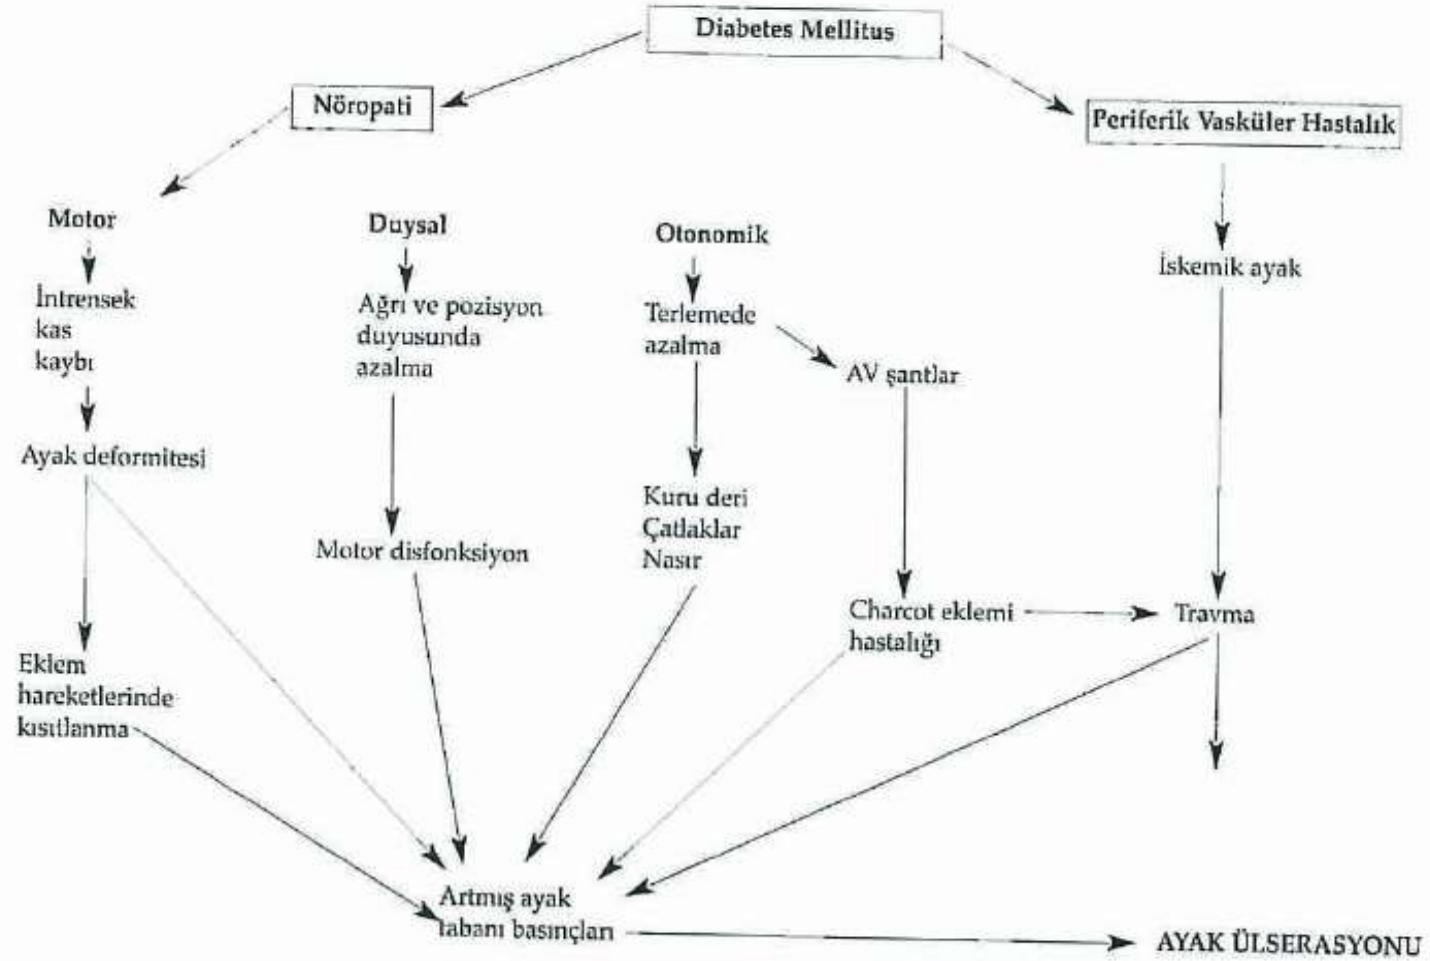 Diabetes Mellitus
Nöropati
Periferik Vasküler Hastalık
Motor
Duysal
Otonomik
İntrensek
kas
kaybı
Ağrı ve pozisyon
duyusunda
azalma
Terlemede
azalma
AV şantlar
İskemik ayak
Ayak deformitesi
Motor disfonksiyon
Kuru deri
Çatlaklar
Nasır
Charcot eklemi
hastalığı
Travma
Eklem
hareketlerinde
kısıtlanma
Artmış ayak
tabanı basınçları
AYAK ÜLSERASYONU